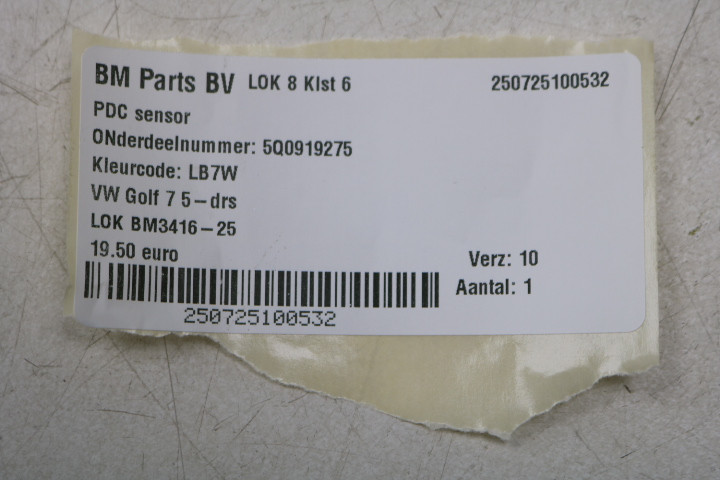 BM Parts BV LOK 8 Klst 6 250725100532
PDC sensor
ONderdeelnummer: 5Q0919275
Kleurcode: LB7W
VW Golf 7 5-drs
LOK BM3416-25
19.50 euro Verz: 10
Aantal: 1
250725100532